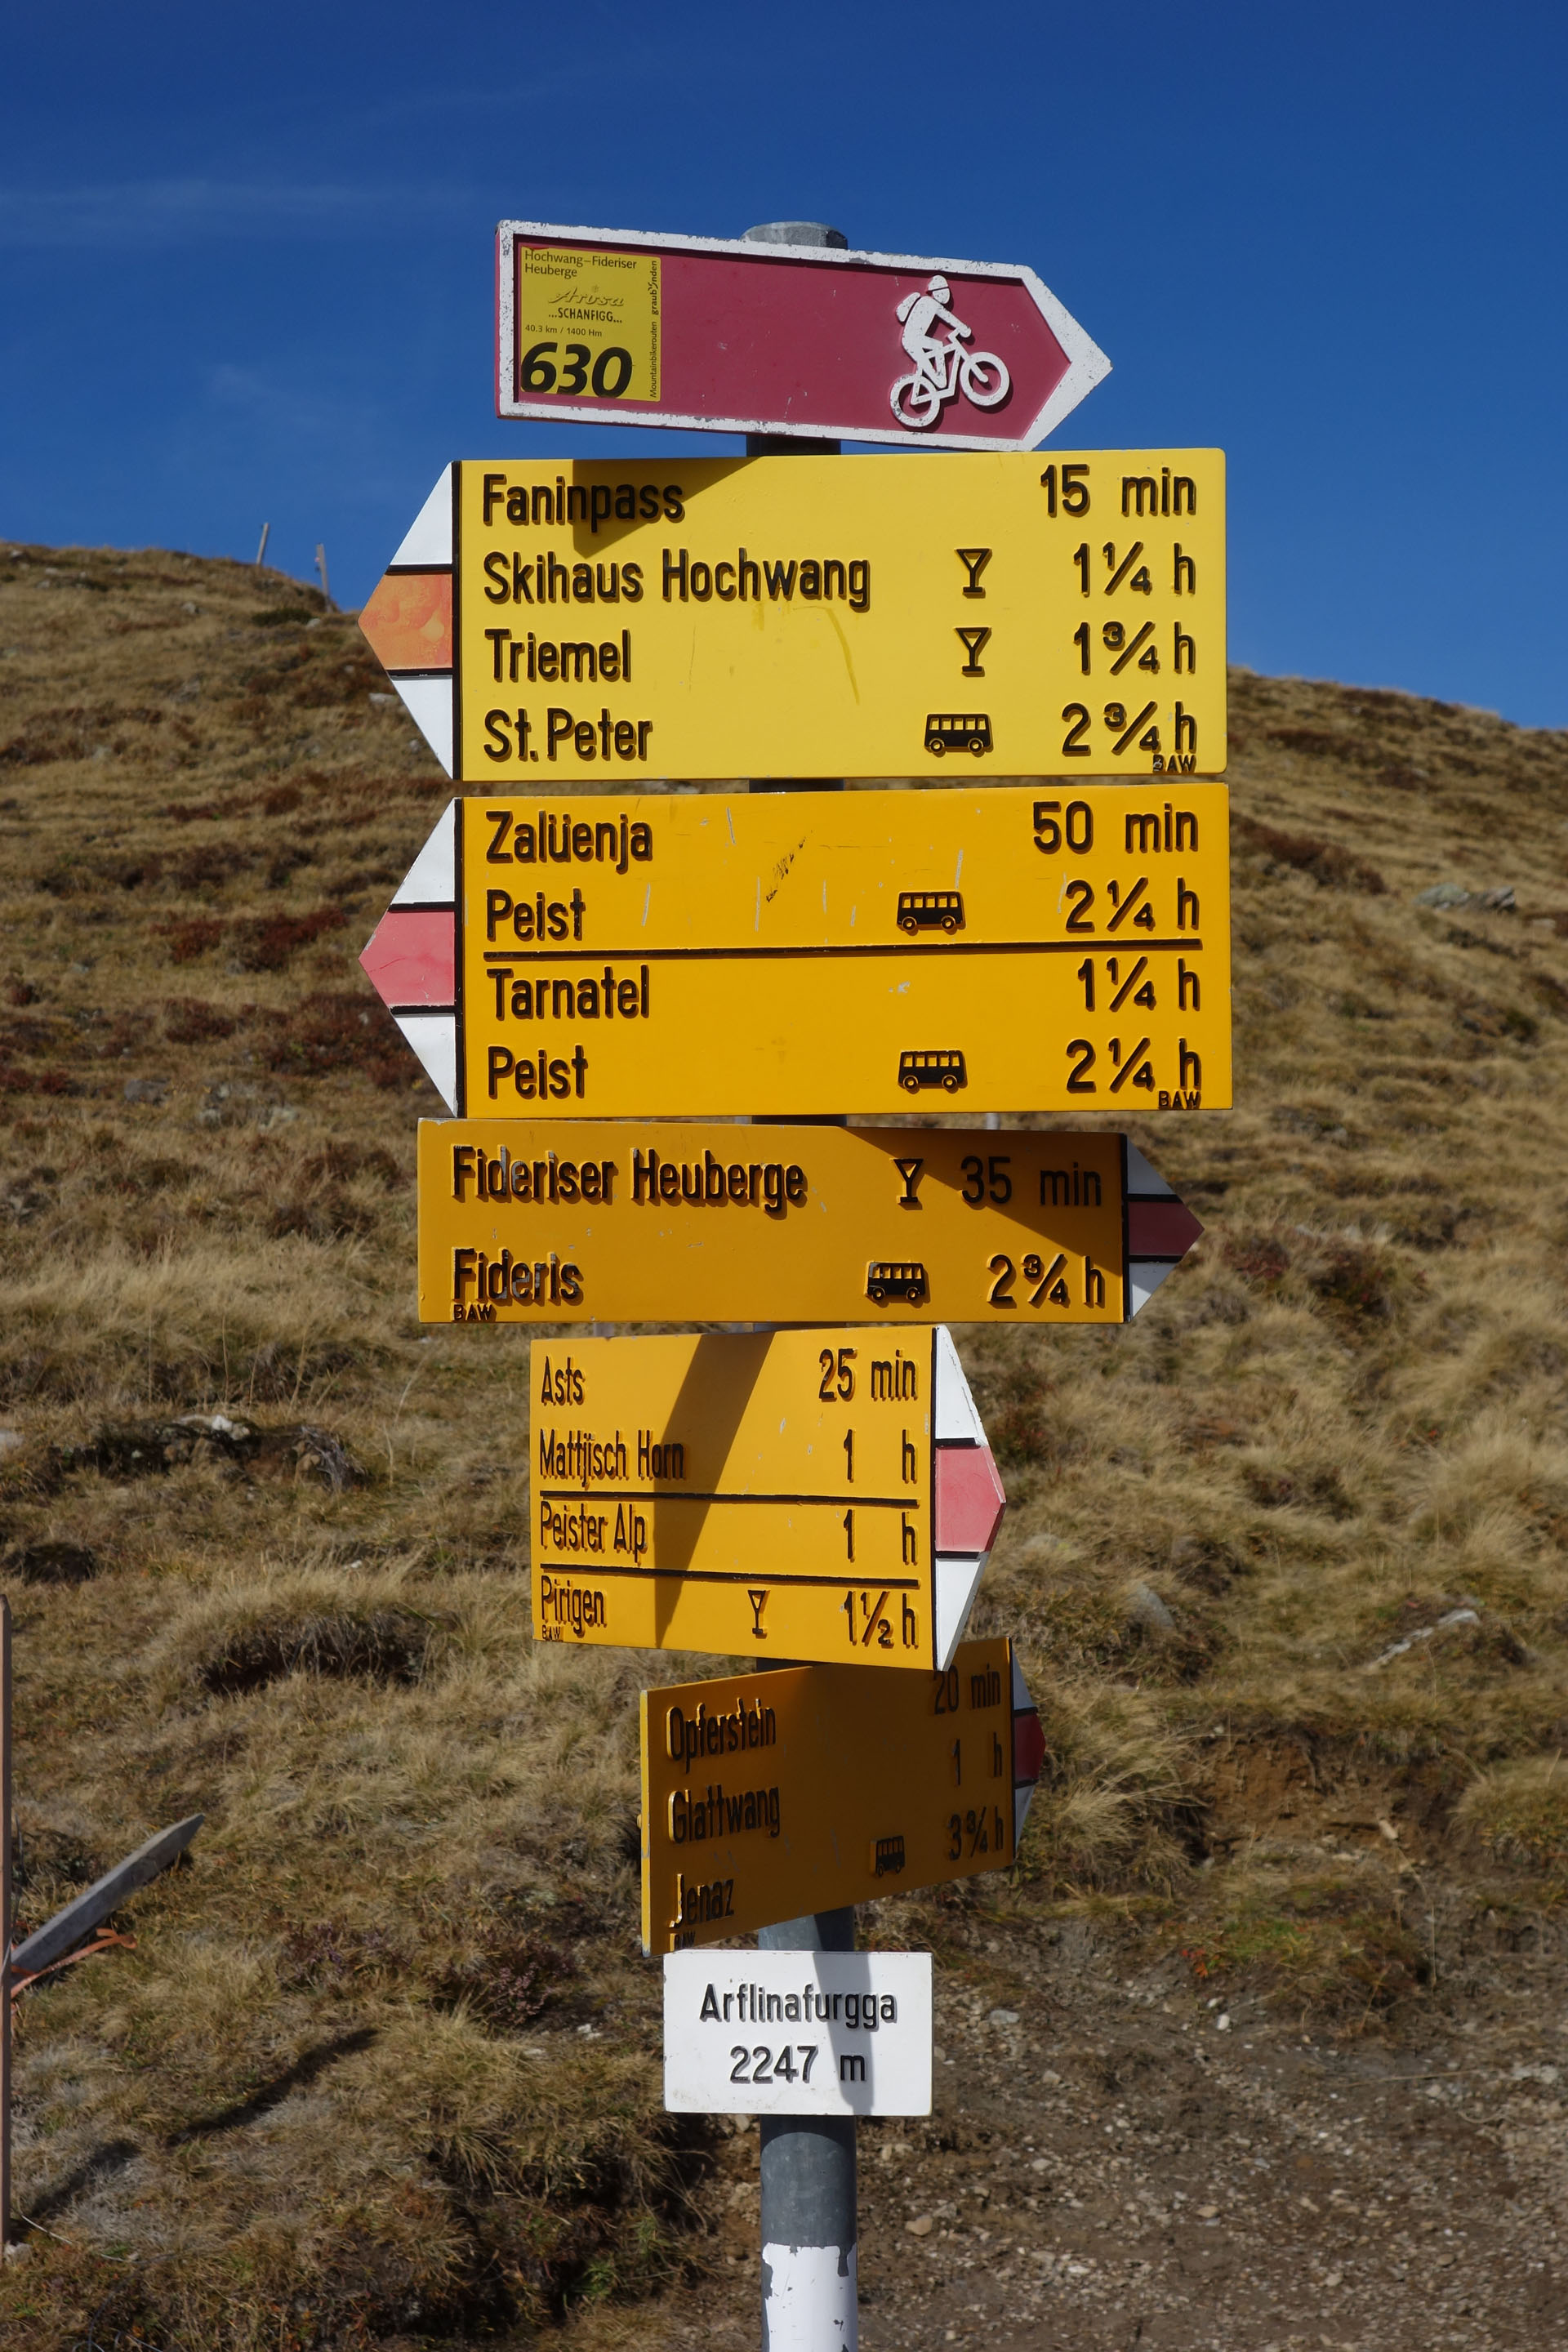 Hochwang–Fideriser
Heuberge
Arosa
...SCHANFIGG...
40.3 km / 1400 Hm
630
Mountainbikerouten graubünden
Faninpass 15 min
Skihaus Hochwang 1¼ h
Triemel 1¾ h
St. Peter 2¾ h
BAW
Zalüenja 50 min
Peist 2¼ h
Tarnatel 1¼ h
Peist 2¼ h
BAW
Fideriser Heuberge 35 min
Fideris 2¾ h
BAW
Asts 25 min
Mattjisch Horn 1 h
Peister Alp 1 h
Pirigen 1½ h
BAW
Opferstein 20 min
Glattwang 1 h
Jenaz 3¾ h
BAW
Arflinafurgga
2247 m